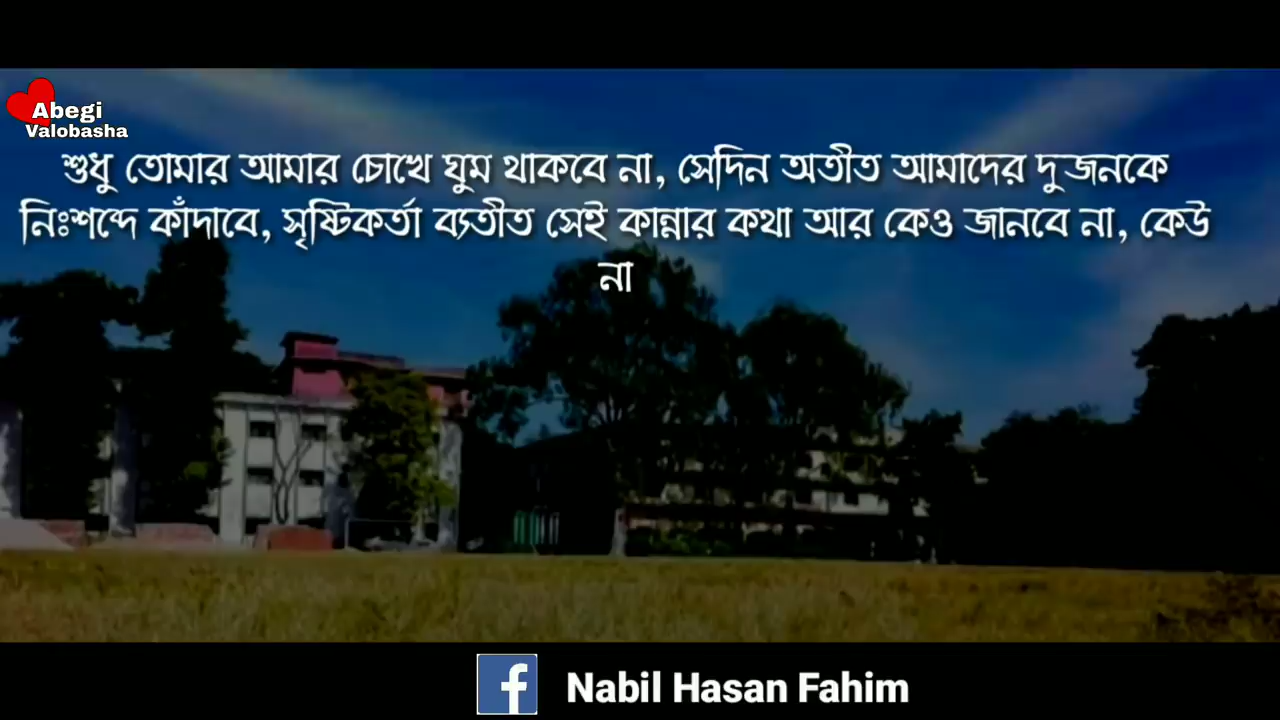 Abegi
Valobasha
শুধু তোমার আমার চোখে ঘুম থাকবে না, সেদিন অতীত আমাদের দু'জনকে
নিঃশব্দে কাঁদাবে, সৃষ্টিকর্তা ব্যতীত সেই কান্নার কথা আর কেও জানবে না, কেউ
না
f Nabil Hasan Fahim